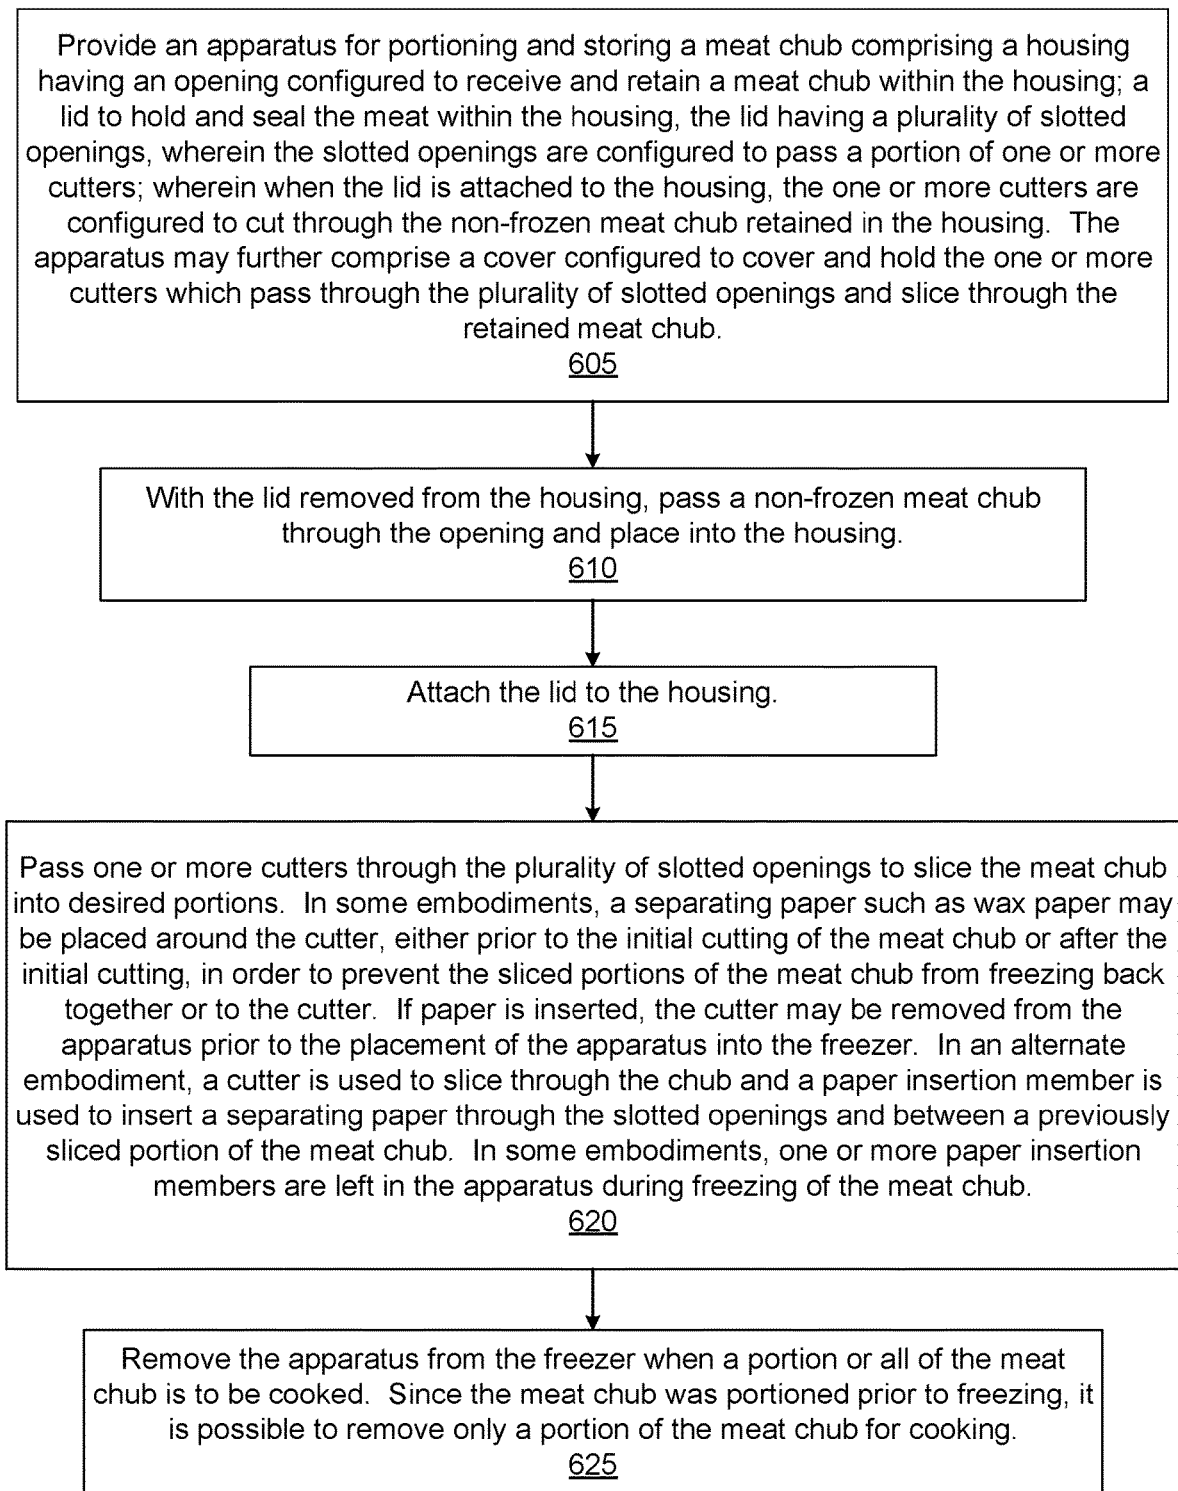 Provide an apparatus for portioning and storing a meat chub comprising a housing
having an opening configured to receive and retain a meat chub within the housing; a
lid to hold and seal the meat within the housing, the lid having a plurality of slotted
openings, wherein the slotted openings are configured to pass a portion of one or more
cutters; wherein when the lid is attached to the housing, the one or more cutters are
configured to cut through the non-frozen meat chub retained in the housing. The
apparatus may further comprise a cover configured to cover and hold the one or more
cutters which pass through the plurality of slotted openings and slice through the
retained meat chub.
605
With the lid removed from the housing, pass a non-frozen meat chub
through the opening and place into the housing.
610
Attach the lid to the housing.
615
Pass one or more cutters through the plurality of slotted openings to slice the meat chub
into desired portions. In some embodiments, a separating paper such as wax paper may
be placed around the cutter, either prior to the initial cutting of the meat chub or after the
initial cutting, in order to prevent the sliced portions of the meat chub from freezing back
together or to the cutter. If paper is inserted, the cutter may be removed from the
apparatus prior to the placement of the apparatus into the freezer. In an alternate
embodiment, a cutter is used to slice through the chub and a paper insertion member is
used to insert a separating paper through the slotted openings and between a previously
sliced portion of the meat chub. In some embodiments, one or more paper insertion
members are left in the apparatus during freezing of the meat chub.
620
Remove the apparatus from the freezer when a portion or all of the meat
chub is to be cooked. Since the meat chub was portioned prior to freezing, it
is possible to remove only a portion of the meat chub for cooking.
625